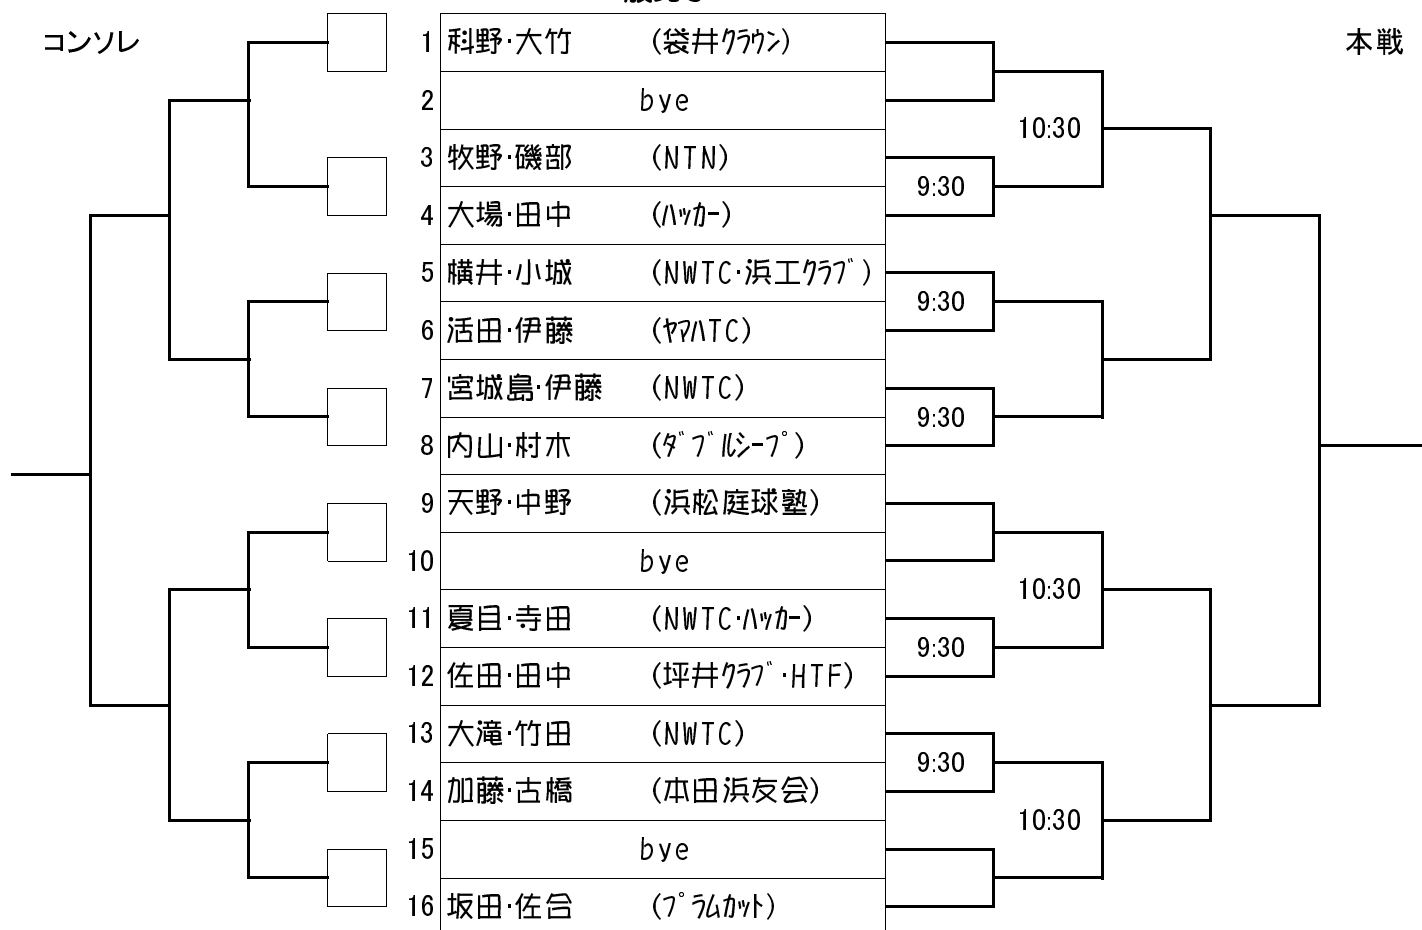 コンソレ
本戦
1 科野・大竹 (袋井クラウン)
2 bye
10:30
3 牧野・磯部 (NTN)
9:30
4 大場・田中 (ハッカー)
5 横井・小城 (NWTC・浜工クラブ)
9:30
6 活田・伊藤 (ヤマハTC)
7 宮城島・伊藤 (NWTC)
9:30
8 内山・村木 (ダブルシープ)
9 天野・中野 (浜松庭球塾)
10 bye
10:30
11 夏目・寺田 (NWTC・ハッカー)
9:30
12 佐田・田中 (坪井クラブ・HTF)
13 大滝・竹田 (NWTC)
9:30
14 加藤・古橋 (本田浜友会)
10:30
15 bye
16 坂田・佐合 (プラムカット)